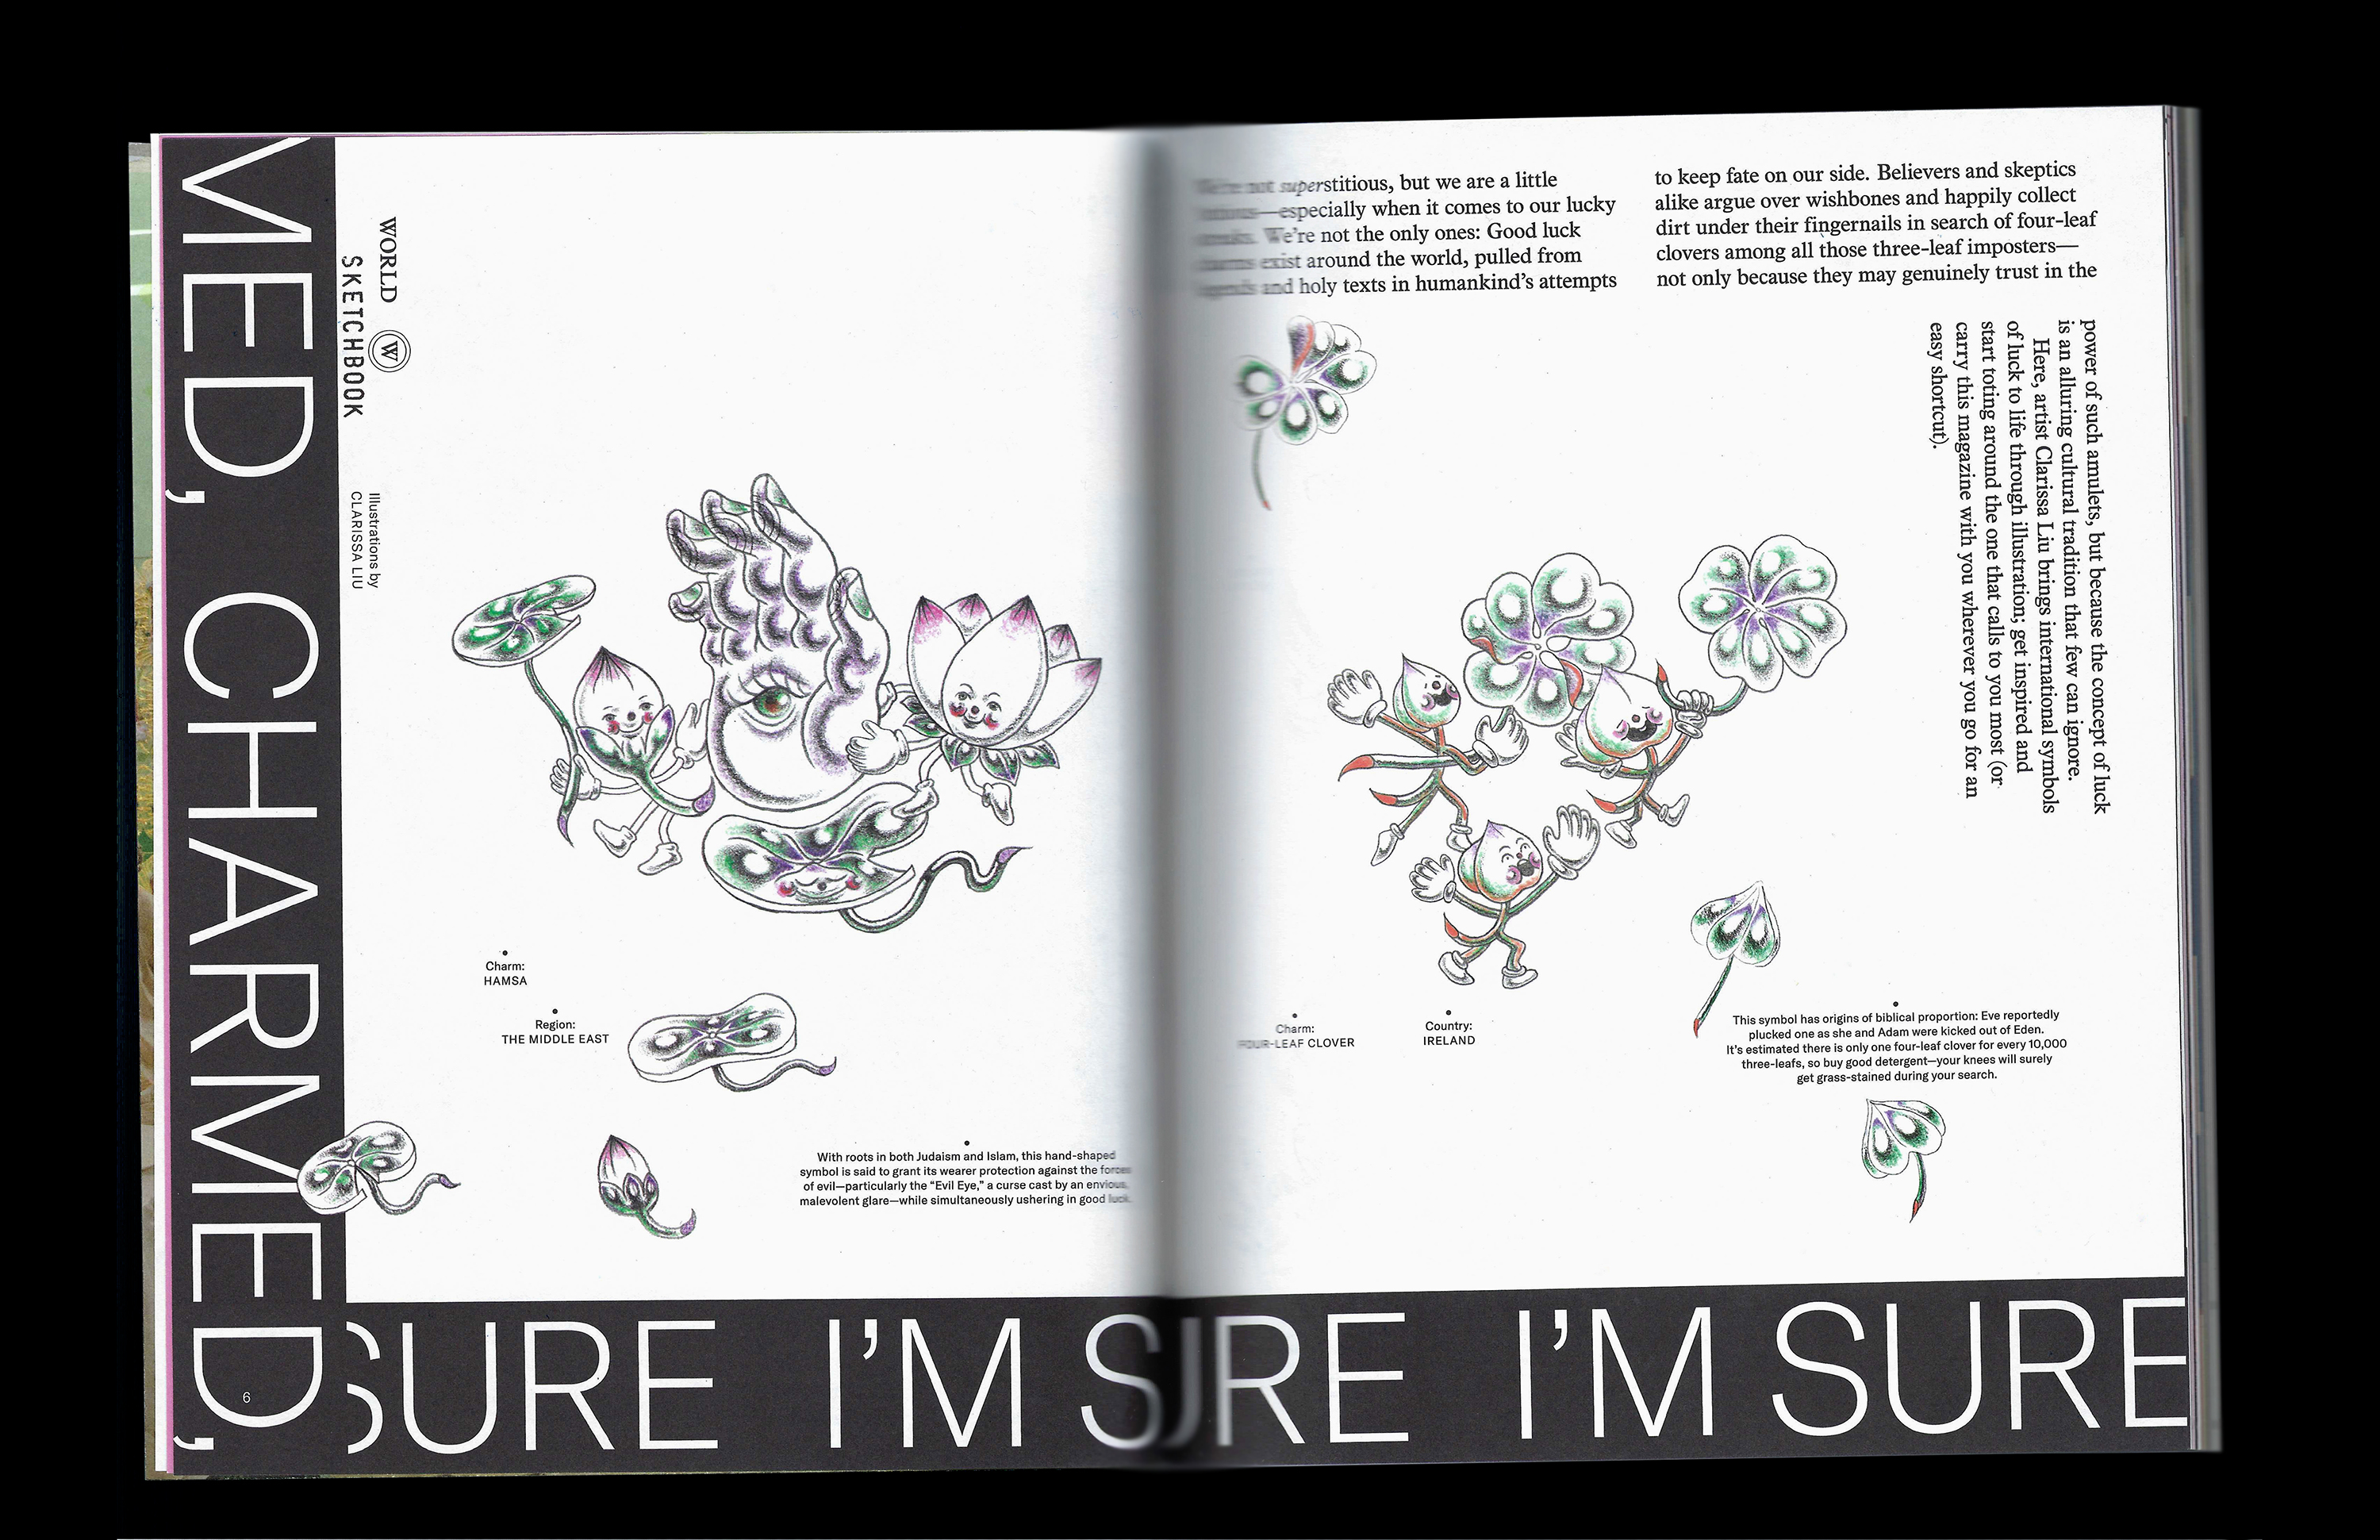 MED, CHARMED,
WORLD
W
SKETCHBOOK
Illustrations by
CLARISSA LIU
Charm:
HAMSA
Region:
THE MIDDLE EAST
With roots in both Judaism and Islam, this hand-shaped
symbol is said to grant its wearer protection against the forces
of evil—particularly the “Evil Eye,” a curse cast by an envious,
malevolent glare—while simultaneously ushering in good luck.
6
We're not superstitious, but we are a little
—especially when it comes to our lucky
We’re not the only ones: Good luck
charms exist around the world, pulled from
legends and holy texts in humankind’s attempts
to keep fate on our side. Believers and skeptics
alike argue over wishbones and happily collect
dirt under their fingernails in search of four-leaf
clovers among all those three-leaf imposters—
not only because they may genuinely trust in the
power of such amulets, but because the concept of luck
is an alluring cultural tradition that few can ignore.
Here, artist Clarissa Liu brings international symbols
of luck to life through illustration; get inspired and
start toting around the one that calls to you most (or
carry this magazine with you wherever you go for an
easy shortcut).
Charm:
FOUR-LEAF CLOVER
Country:
IRELAND
This symbol has origins of biblical proportion: Eve reportedly
plucked one as she and Adam were kicked out of Eden.
It’s estimated there is only one four-leaf clover for every 10,000
three-leafs, so buy good detergent—your knees will surely
get grass-stained during your search.
SURE I’M SURE I’M SURE